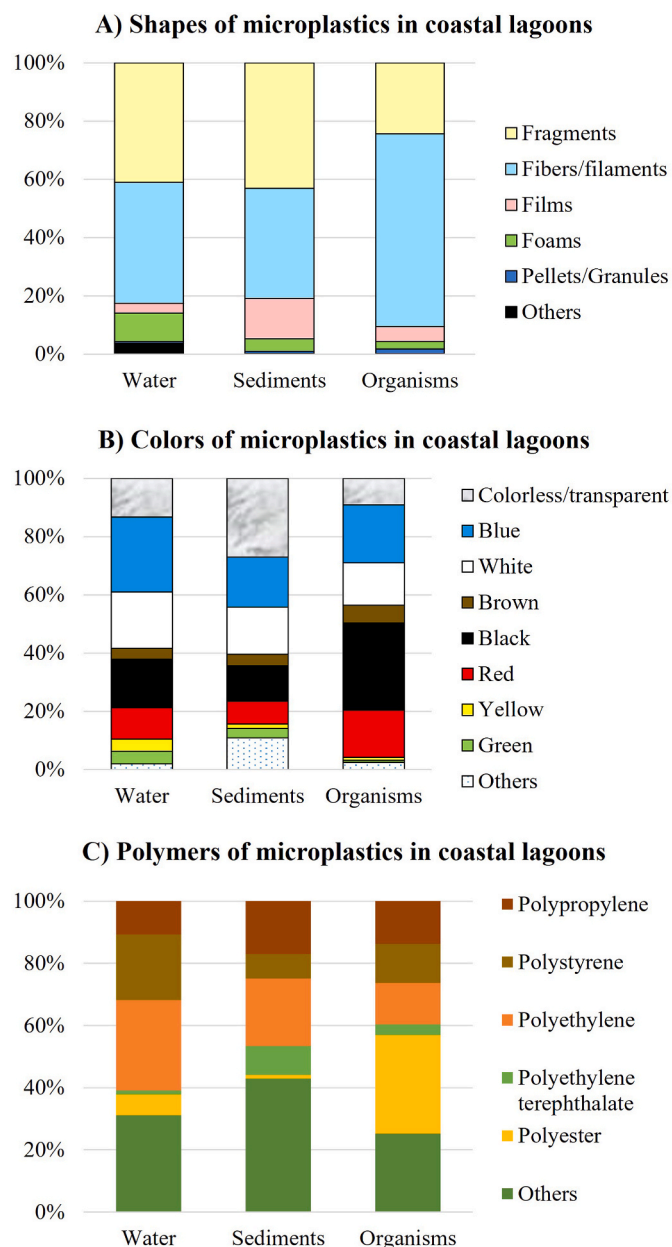 A) Shapes of microplastics in coastal lagoons
100%
80%
60%
40%
20%
0%
Water
Sediments
Organisms
Fragments
Fibers/filaments
Films
Foams
Pellets/Granules
Others
B) Colors of microplastics in coastal lagoons
100%
80%
60%
40%
20%
0%
Water
Sediments
Organisms
Colorless/transparent
Blue
White
Brown
Black
Red
Yellow
Green
Others
C) Polymers of microplastics in coastal lagoons
100%
80%
60%
40%
20%
0%
Water
Sediments
Organisms
Polypropylene
Polystyrene
Polyethylene
Polyethylene
terephthalate
Polyester
Others